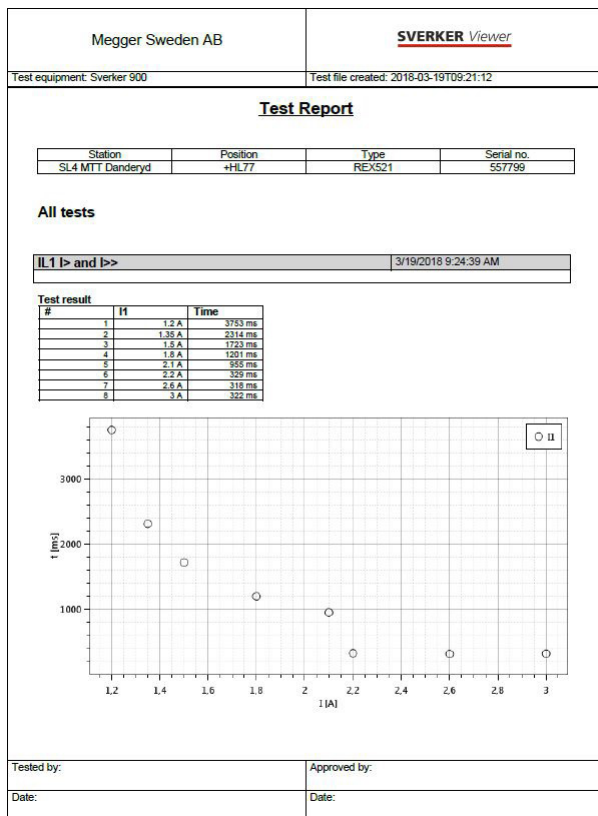 Megger Sweden AB
SVERKER Viewer
Test equipment: Sverker 900
Test file created: 2018-03-19T09:21:12
Test Report
Station Position Type Serial no.
SL4 MTT Danderyd +HL77 REX521 557799
All tests
IL1 I> and I>> 3/19/2018 9:24:39 AM
Test result
# I1 Time
1 1.2 A 3753 ms
2 1.35 A 2314 ms
3 1.5 A 1723 ms
4 1.8 A 1201 ms
5 2.1 A 955 ms
6 2.2 A 329 ms
7 2.6 A 318 ms
8 3 A 322 ms
I1
3000
2000
1000
t [ms]
1,2 1,4 1,6 1,8 2 2,2 2,4 2,6 2,8 3
I [A]
Tested by: Approved by:
Date: Date: